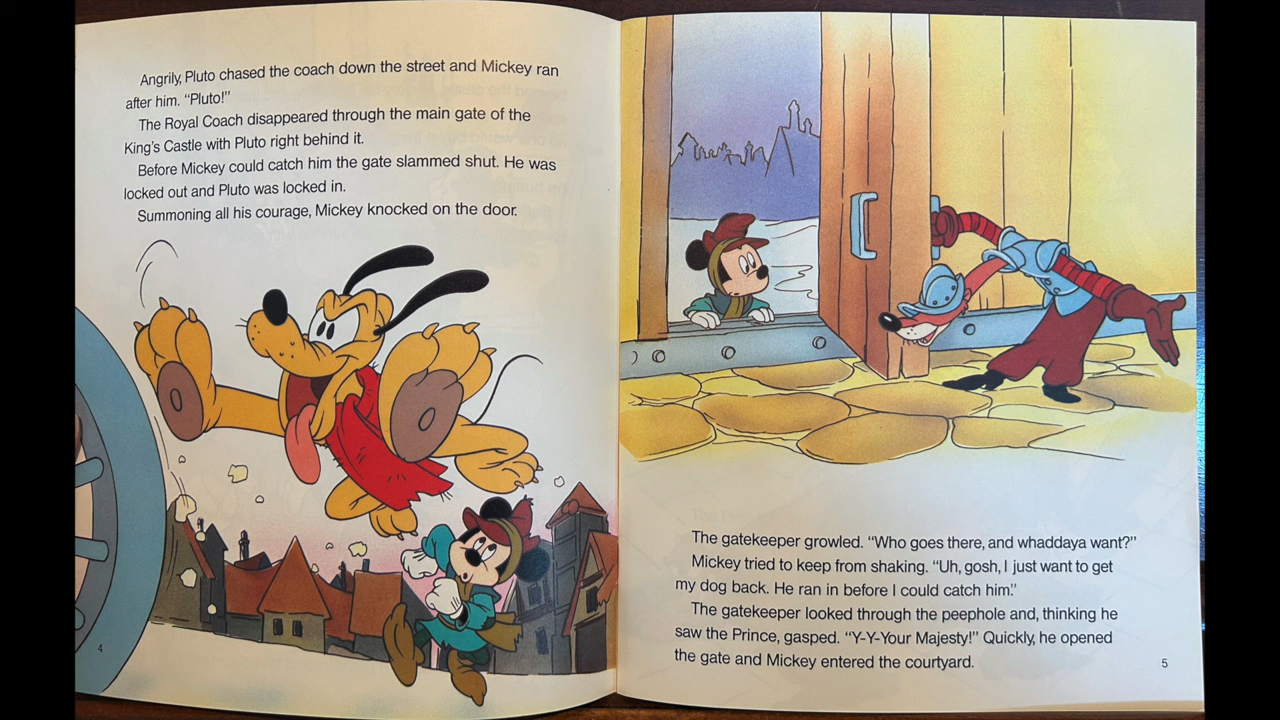 Angrily, Pluto chased the coach down the street and Mickey ran
after him. “Pluto!”
The Royal Coach disappeared through the main gate of the
King's Castle with Pluto right behind it.
Before Mickey could catch him the gate slammed shut. He was
locked out and Pluto was locked in.
Summoning all his courage, Mickey knocked on the door.
4
The gatekeeper growled. “Who goes there, and whaddaya want?”
Mickey tried to keep from shaking. “Uh, gosh, I just want to get
my dog back. He ran in before I could catch him.”
The gatekeeper looked through the peephole and, thinking he
saw the Prince, gasped. “Y-Y-Your Majesty!” Quickly, he opened
the gate and Mickey entered the courtyard.
5